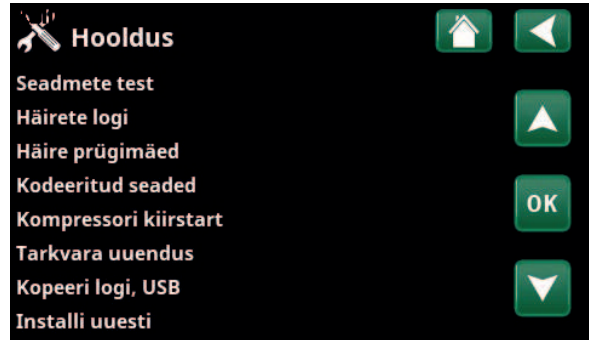 Hooldus
Seadmete test
Häirete logi
Häire prügimäed
Kodeeritud seaded
OK
Kompressori kiirstart
Tarkvara uuendus
Kopeeri logi, USB
Installi uuesti